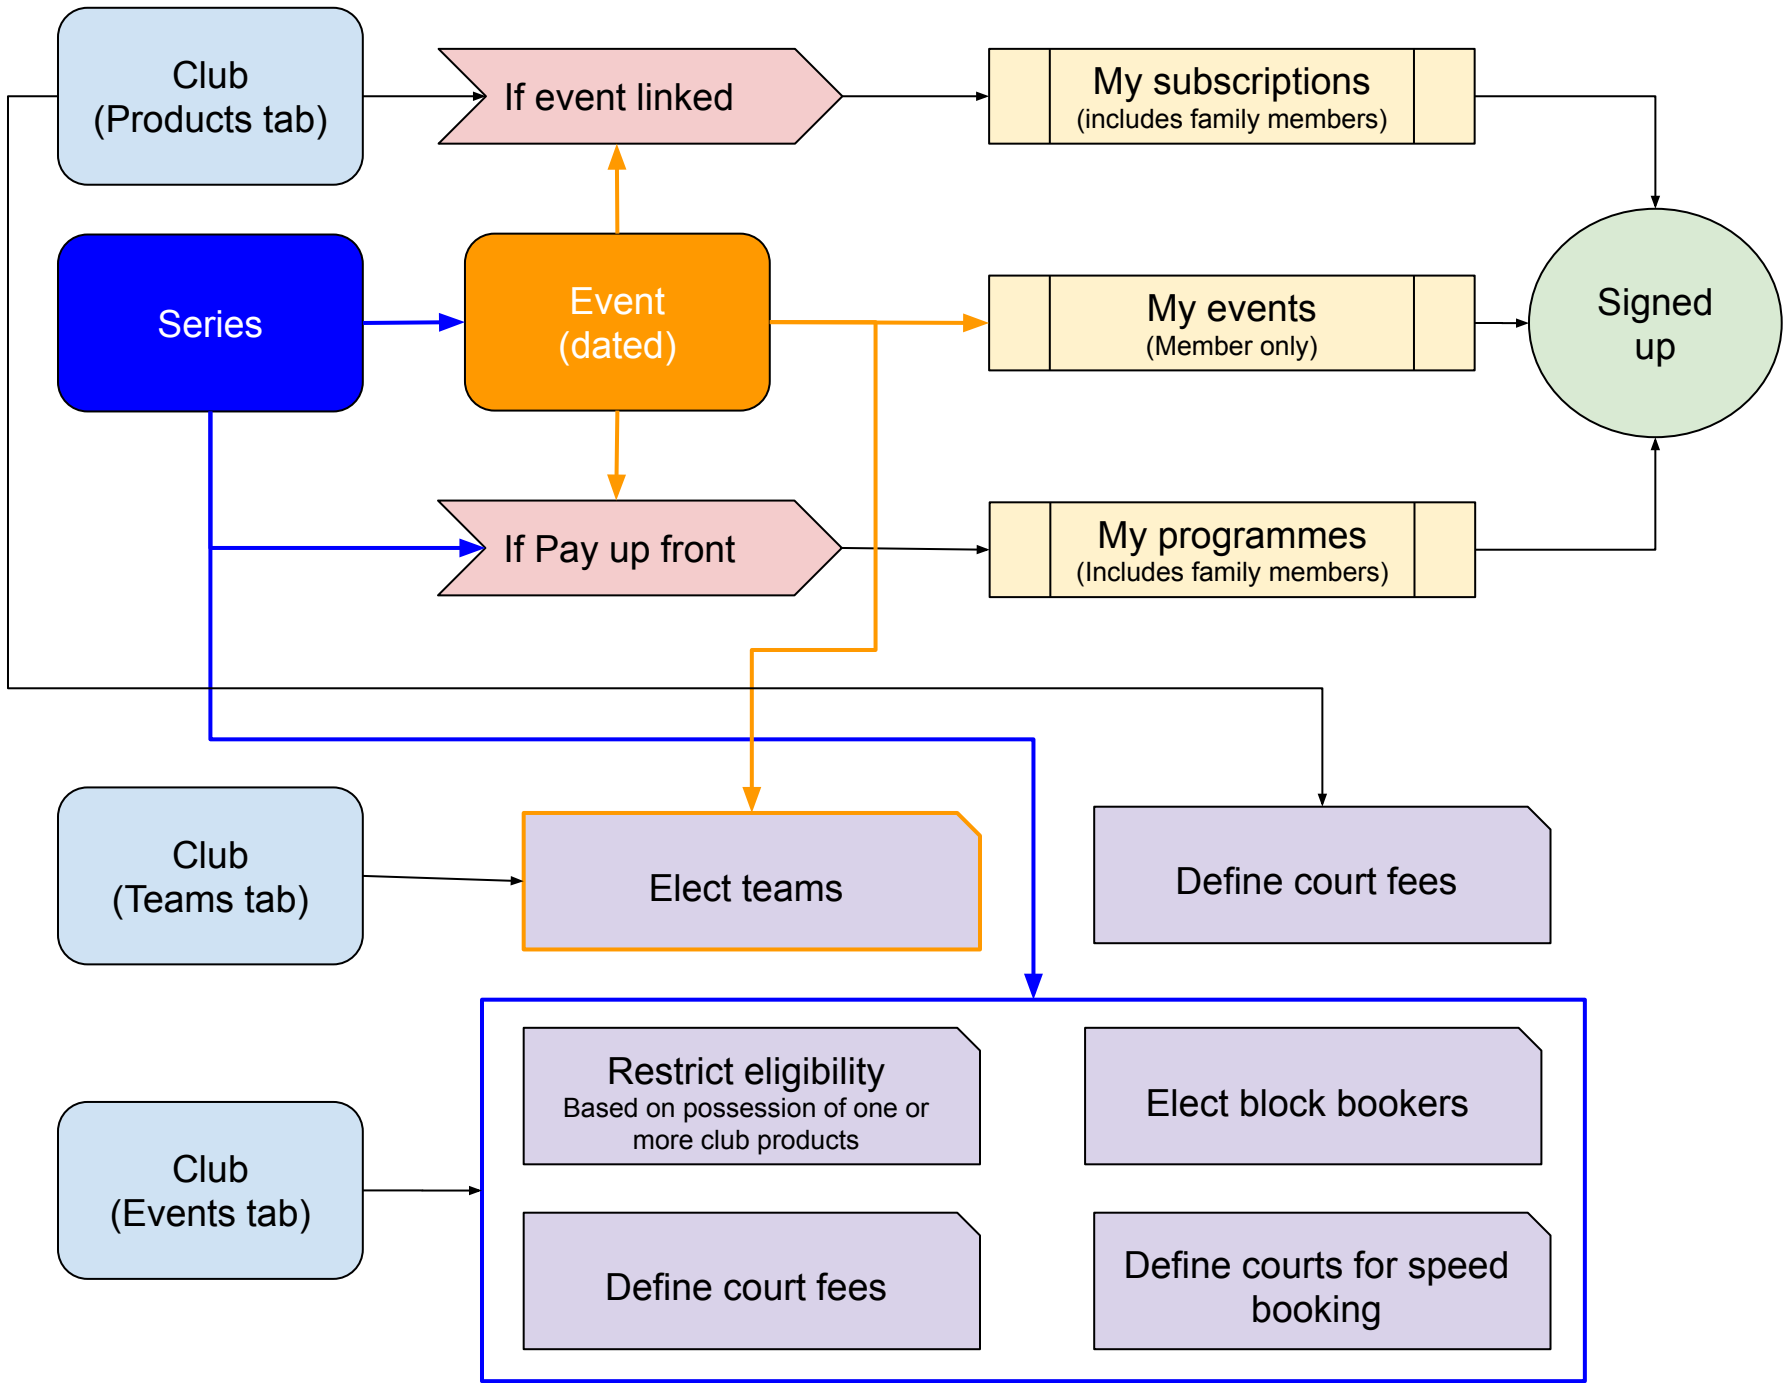 Club
(Products tab)
If event linked
My subscriptions
(includes family members)
Series
Event
(dated)
My events
(Member only)
Signed
up
If Pay up front
My programmes
(Includes family members)
Club
(Teams tab)
Elect teams
Define court fees
Restrict eligibility
Based on possession of one or
more club products
Elect block bookers
Club
(Events tab)
Define court fees
Define courts for speed
booking